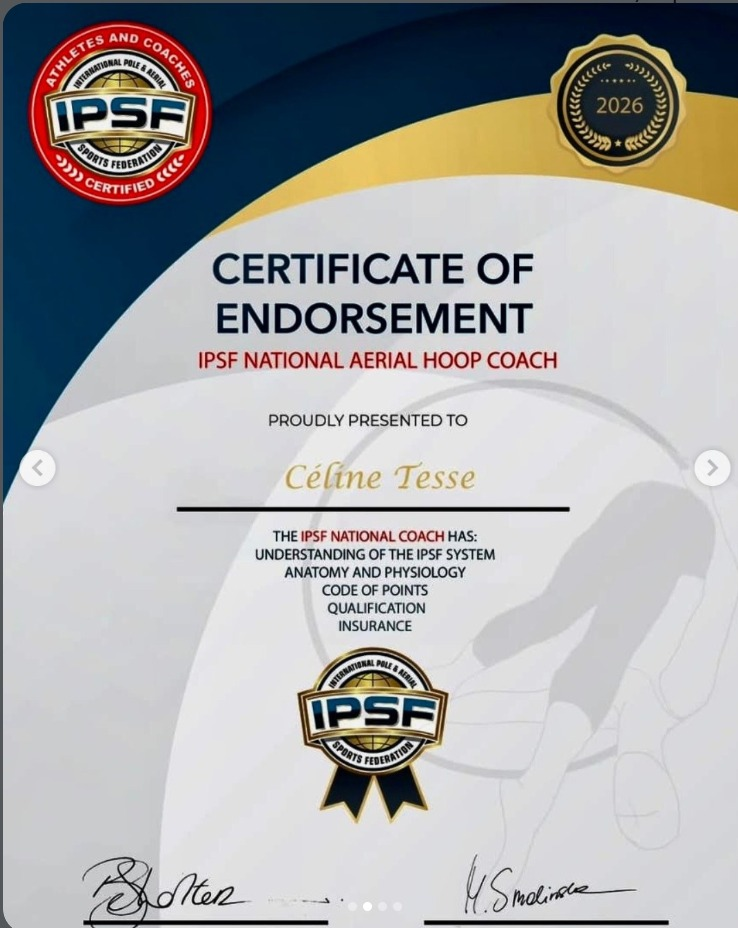 ATHLETES AND COACHES
INTERNATIONAL POLE & AERIAL
IPSF
SPORTS FEDERATION
CERTIFIED
2026
CERTIFICATE OF
ENDORSEMENT
IPSF NATIONAL AERIAL HOOP COACH
PROUDLY PRESENTED TO
Céline Tesse
THE IPSF NATIONAL COACH HAS:
UNDERSTANDING OF THE IPSF SYSTEM
ANATOMY AND PHYSIOLOGY
CODE OF POINTS
QUALIFICATION
INSURANCE
INTERNATIONAL POLE & AERIAL
IPSF
SPORTS FEDERATION